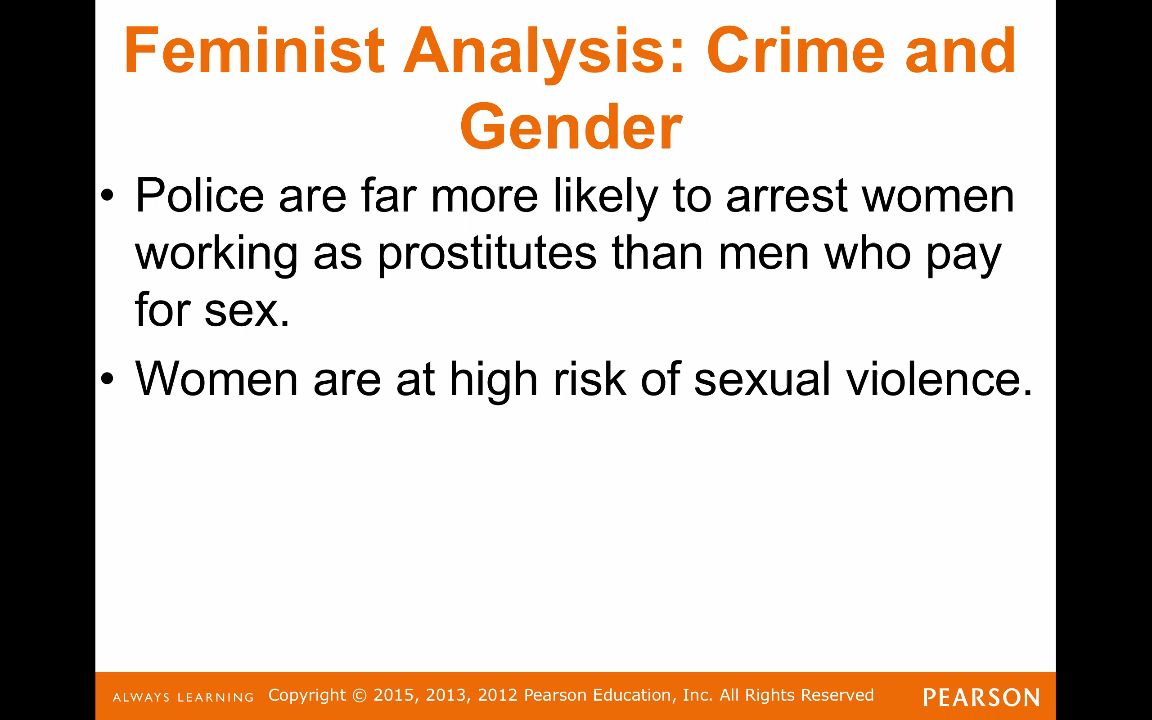 Feminist Analysis: Crime and
Gender
• Police are far more likely to arrest women
working as prostitutes than men who pay
for sex.
• Women are at high risk of sexual violence.
ALWAYS LEARNING Copyright © 2015, 2013, 2012 Pearson Education, Inc. All Rights Reserved PEARSON